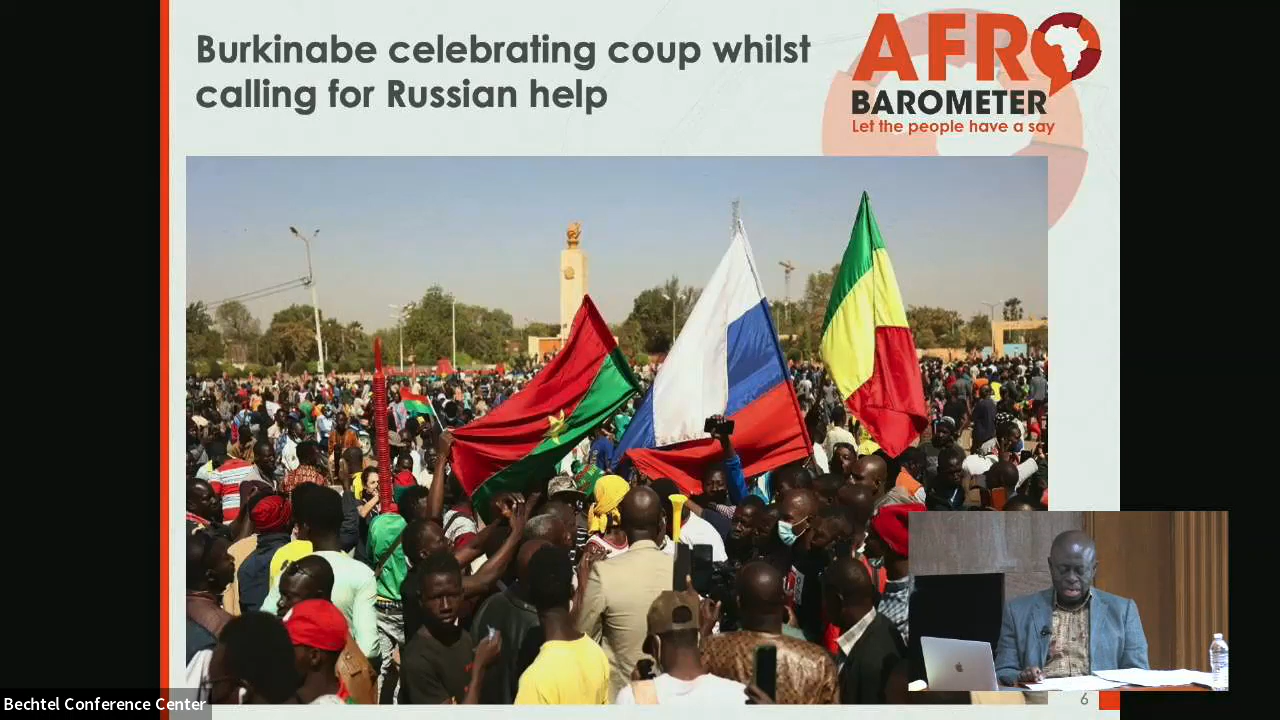 Burkinabe celebrating coup whilst
calling for Russian help
AFRO
BAROMETER
Let the people have a say
6
Bechtel Conference Center